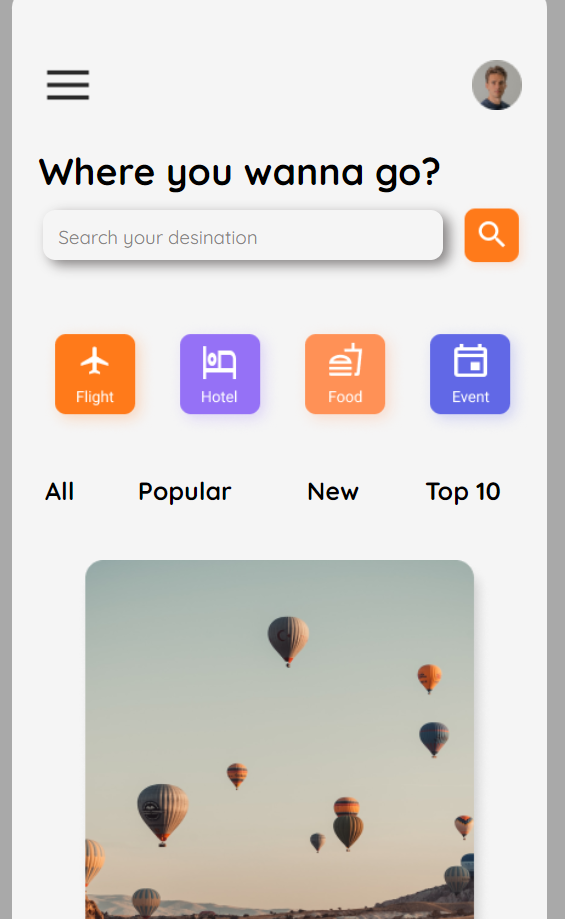 Where you wanna go?
Search your desination
Flight Hotel Food Event
All Popular New Top 10